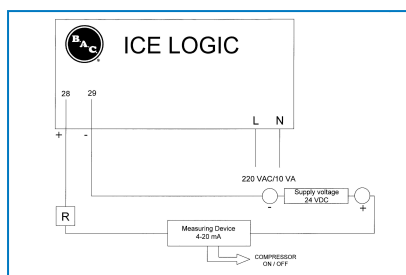 BAC
ICE LOGIC
28 29
L N
+ -
220 VAC/10 VA
Supply voltage
24 VDC
- +
R
Measuring Device
4-20 mA
COMPRESSOR
ON / OFF